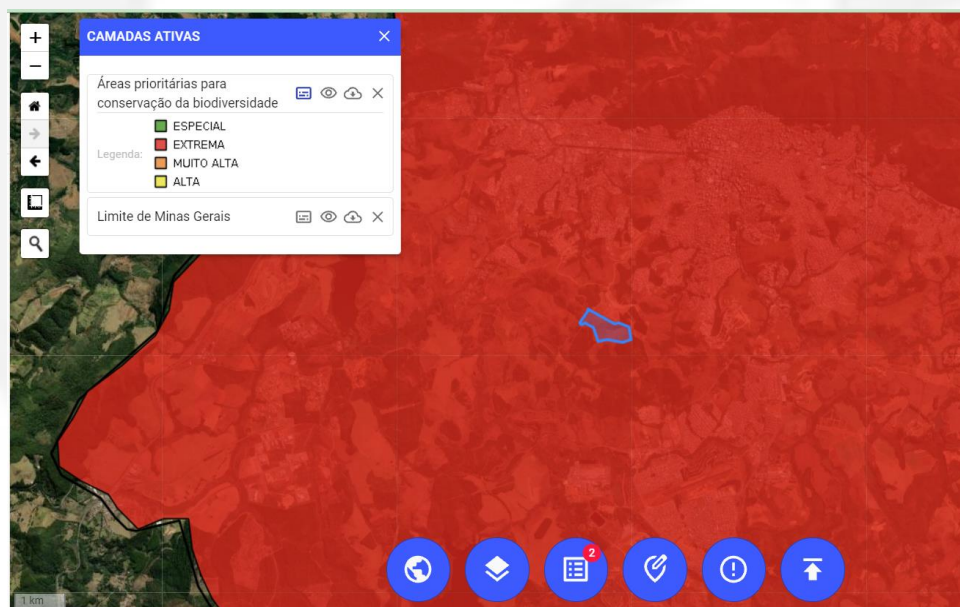 CAMADAS ATIVAS
Áreas prioritárias para
conservação da biodiversidade
Legenda:
ESPECIAL
EXTREMA
MUITO ALTA
ALTA
Limite de Minas Gerais
2
1 km